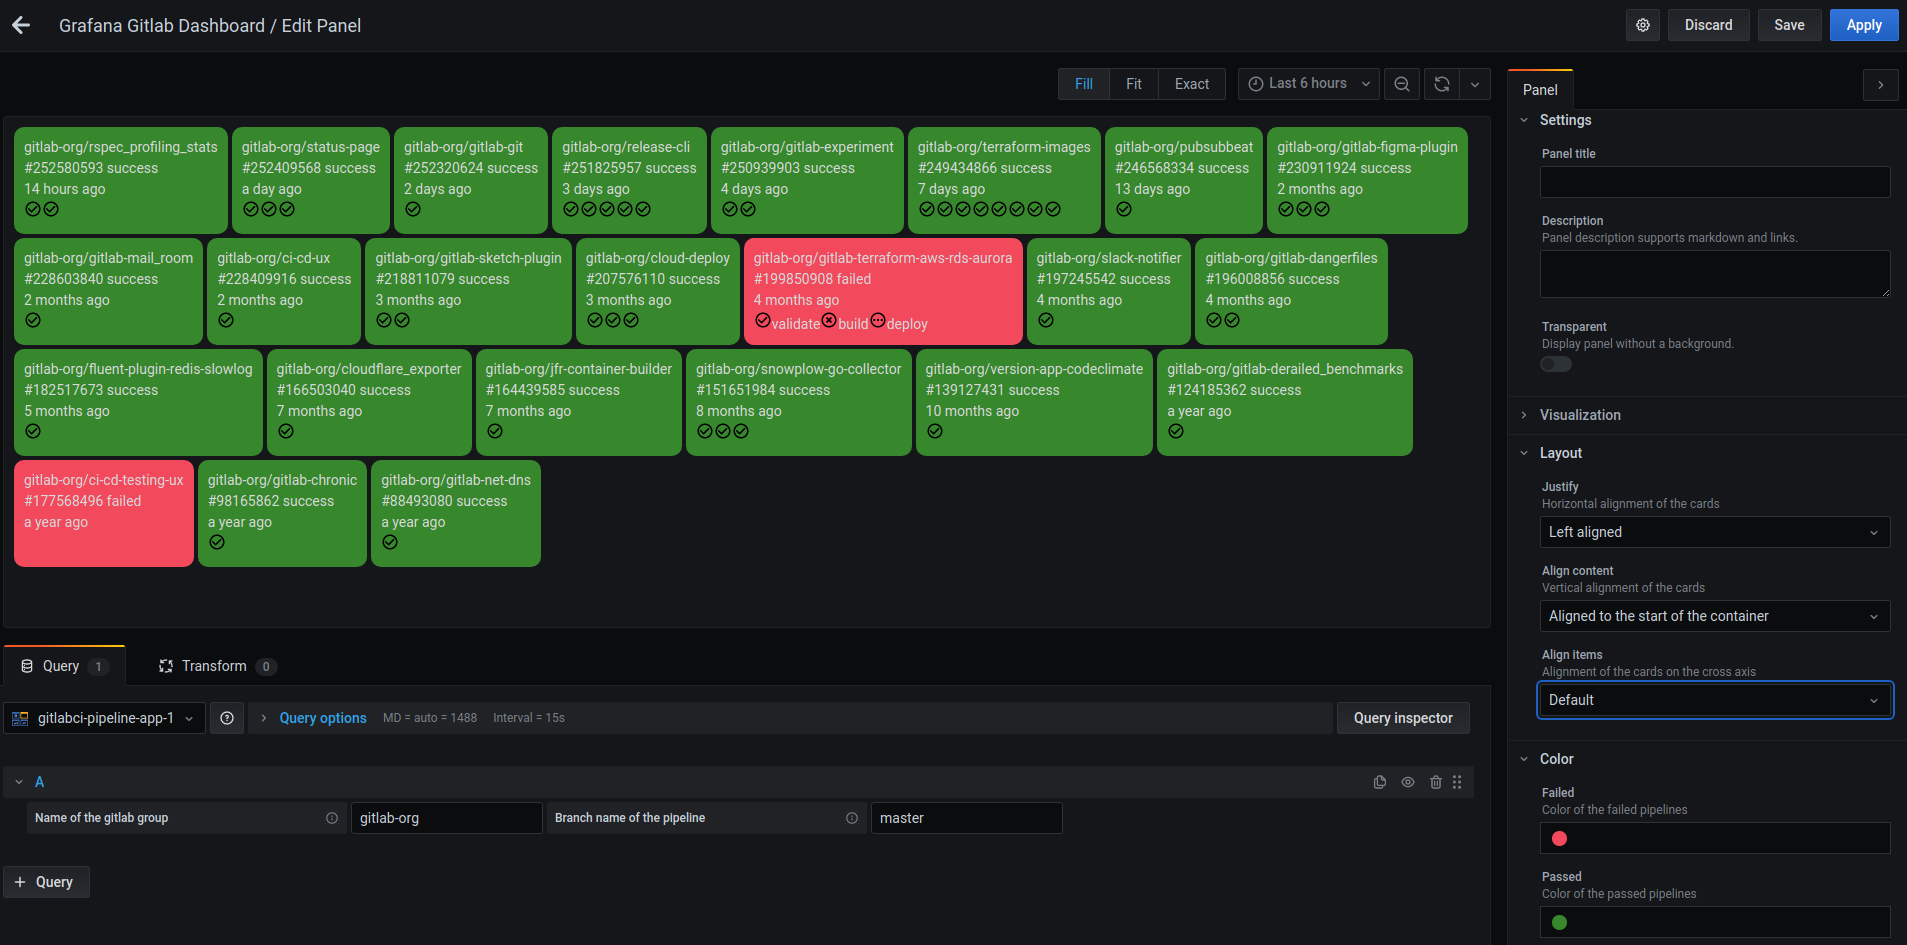 Grafana Gitlab Dashboard / Edit Panel
Discard
Save
Apply
Fill
Fit
Exact
Last 6 hours
gitlab-org/rspec_profiling_stats
#252580593 success
14 hours ago
gitlab-org/status-page
#252409568 success
a day ago
gitlab-org/gitlab-git
#252320624 success
2 days ago
gitlab-org/release-cli
#251825957 success
3 days ago
gitlab-org/gitlab-experiment
#250939903 success
4 days ago
gitlab-org/terraform-images
#249434866 success
7 days ago
gitlab-org/pubsubbeat
#246568334 success
13 days ago
gitlab-org/gitlab-figma-plugin
#230911924 success
2 months ago
gitlab-org/gitlab-mail_room
#228603840 success
2 months ago
gitlab-org/ci-cd-ux
#228409916 success
2 months ago
gitlab-org/gitlab-sketch-plugin
#218811079 success
3 months ago
gitlab-org/cloud-deploy
#207576110 success
3 months ago
gitlab-org/gitlab-terraform-aws-rds-aurora
#199850908 failed
4 months ago
validate build deploy
gitlab-org/slack-notifier
#197245542 success
4 months ago
gitlab-org/gitlab-dangerfiles
#196008856 success
4 months ago
gitlab-org/fluent-plugin-redis-slowlog
#182517673 success
5 months ago
gitlab-org/cloudflare_exporter
#166503040 success
7 months ago
gitlab-org/jfr-container-builder
#164439585 success
7 months ago
gitlab-org/snowplow-go-collector
#151651984 success
8 months ago
gitlab-org/version-app-codeclimate
#139127431 success
10 months ago
gitlab-org/gitlab-derailed_benchmarks
#124185362 success
a year ago
gitlab-org/ci-cd-testing-ux
#177568496 failed
a year ago
gitlab-org/gitlab-chronic
#98165862 success
a year ago
gitlab-org/gitlab-net-dns
#88493080 success
a year ago
Query 1
Transform 0
gitlabci-pipeline-app-1
Query options MD = auto = 1488 Interval = 15s
Query inspector
A
Name of the gitlab group
gitlab-org
Branch name of the pipeline
master
+ Query
Panel
Settings
Panel title
Description
Panel description supports markdown and links.
Transparent
Display panel without a background.
Visualization
Layout
Justify
Horizontal alignment of the cards
Left aligned
Align content
Vertical alignment of the cards
Aligned to the start of the container
Align items
Alignment of the cards on the cross axis
Default
Color
Failed
Color of the failed pipelines
Passed
Color of the passed pipelines